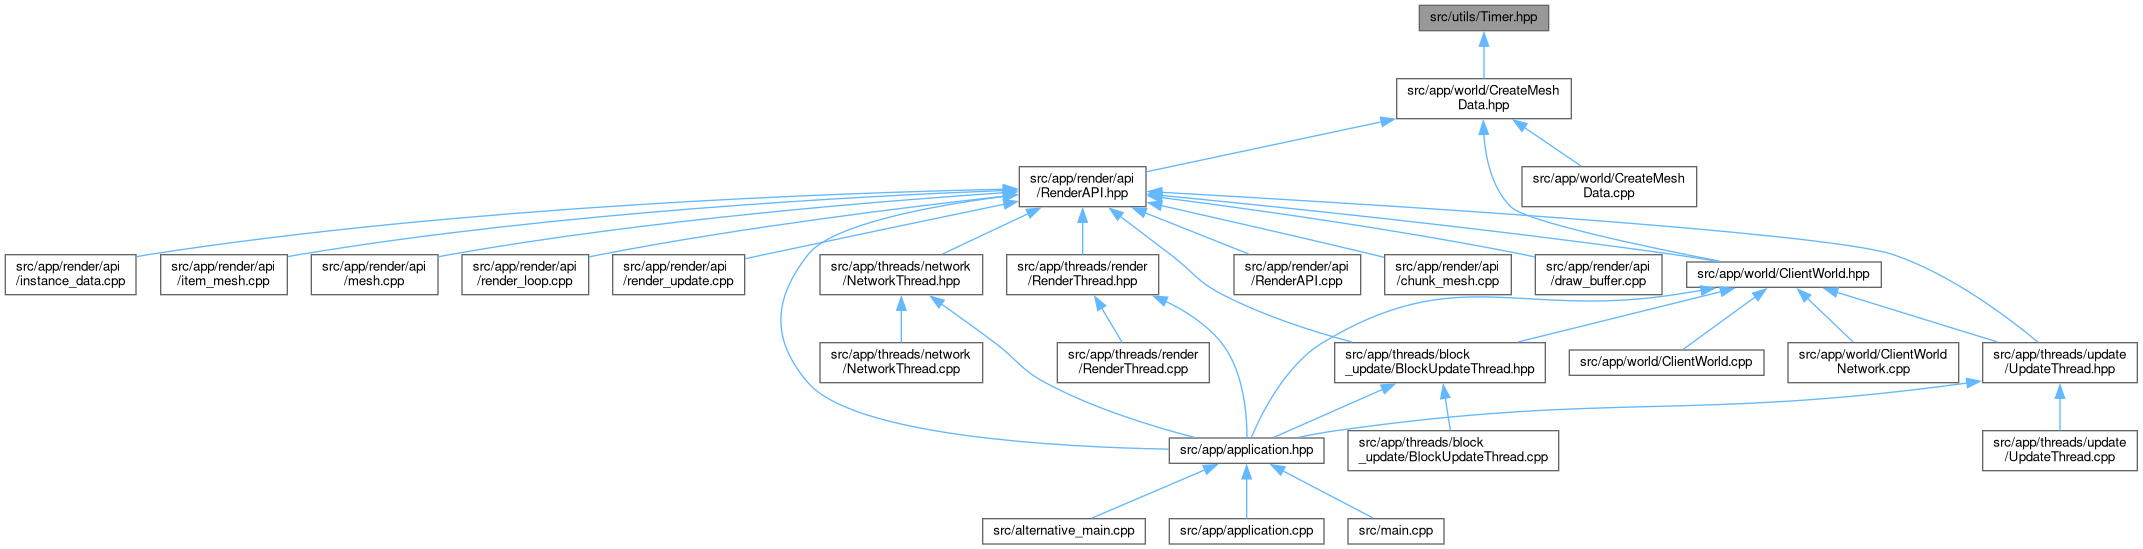 src/utils/Timer.hpp
src/app/world/CreateMesh
Data.hpp
src/app/render/api
/RenderAPI.hpp
src/app/world/CreateMesh
Data.cpp
src/app/render/api
/instance_data.cpp
src/app/render/api
/item_mesh.cpp
src/app/render/api
/mesh.cpp
src/app/render/api
/render_loop.cpp
src/app/render/api
/render_update.cpp
src/app/threads/network
/NetworkThread.hpp
src/app/threads/render
/RenderThread.hpp
src/app/render/api
/RenderAPI.cpp
src/app/render/api
/chunk_mesh.cpp
src/app/render/api
/draw_buffer.cpp
src/app/world/ClientWorld.hpp
src/app/threads/network
/NetworkThread.cpp
src/app/threads/render
/RenderThread.cpp
src/app/threads/block
_update/BlockUpdateThread.hpp
src/app/world/ClientWorld.cpp
src/app/world/ClientWorld
Network.cpp
src/app/threads/update
/UpdateThread.hpp
src/app/application.hpp
src/app/threads/block
_update/BlockUpdateThread.cpp
src/app/threads/update
/UpdateThread.cpp
src/alternative_main.cpp
src/app/application.cpp
src/main.cpp